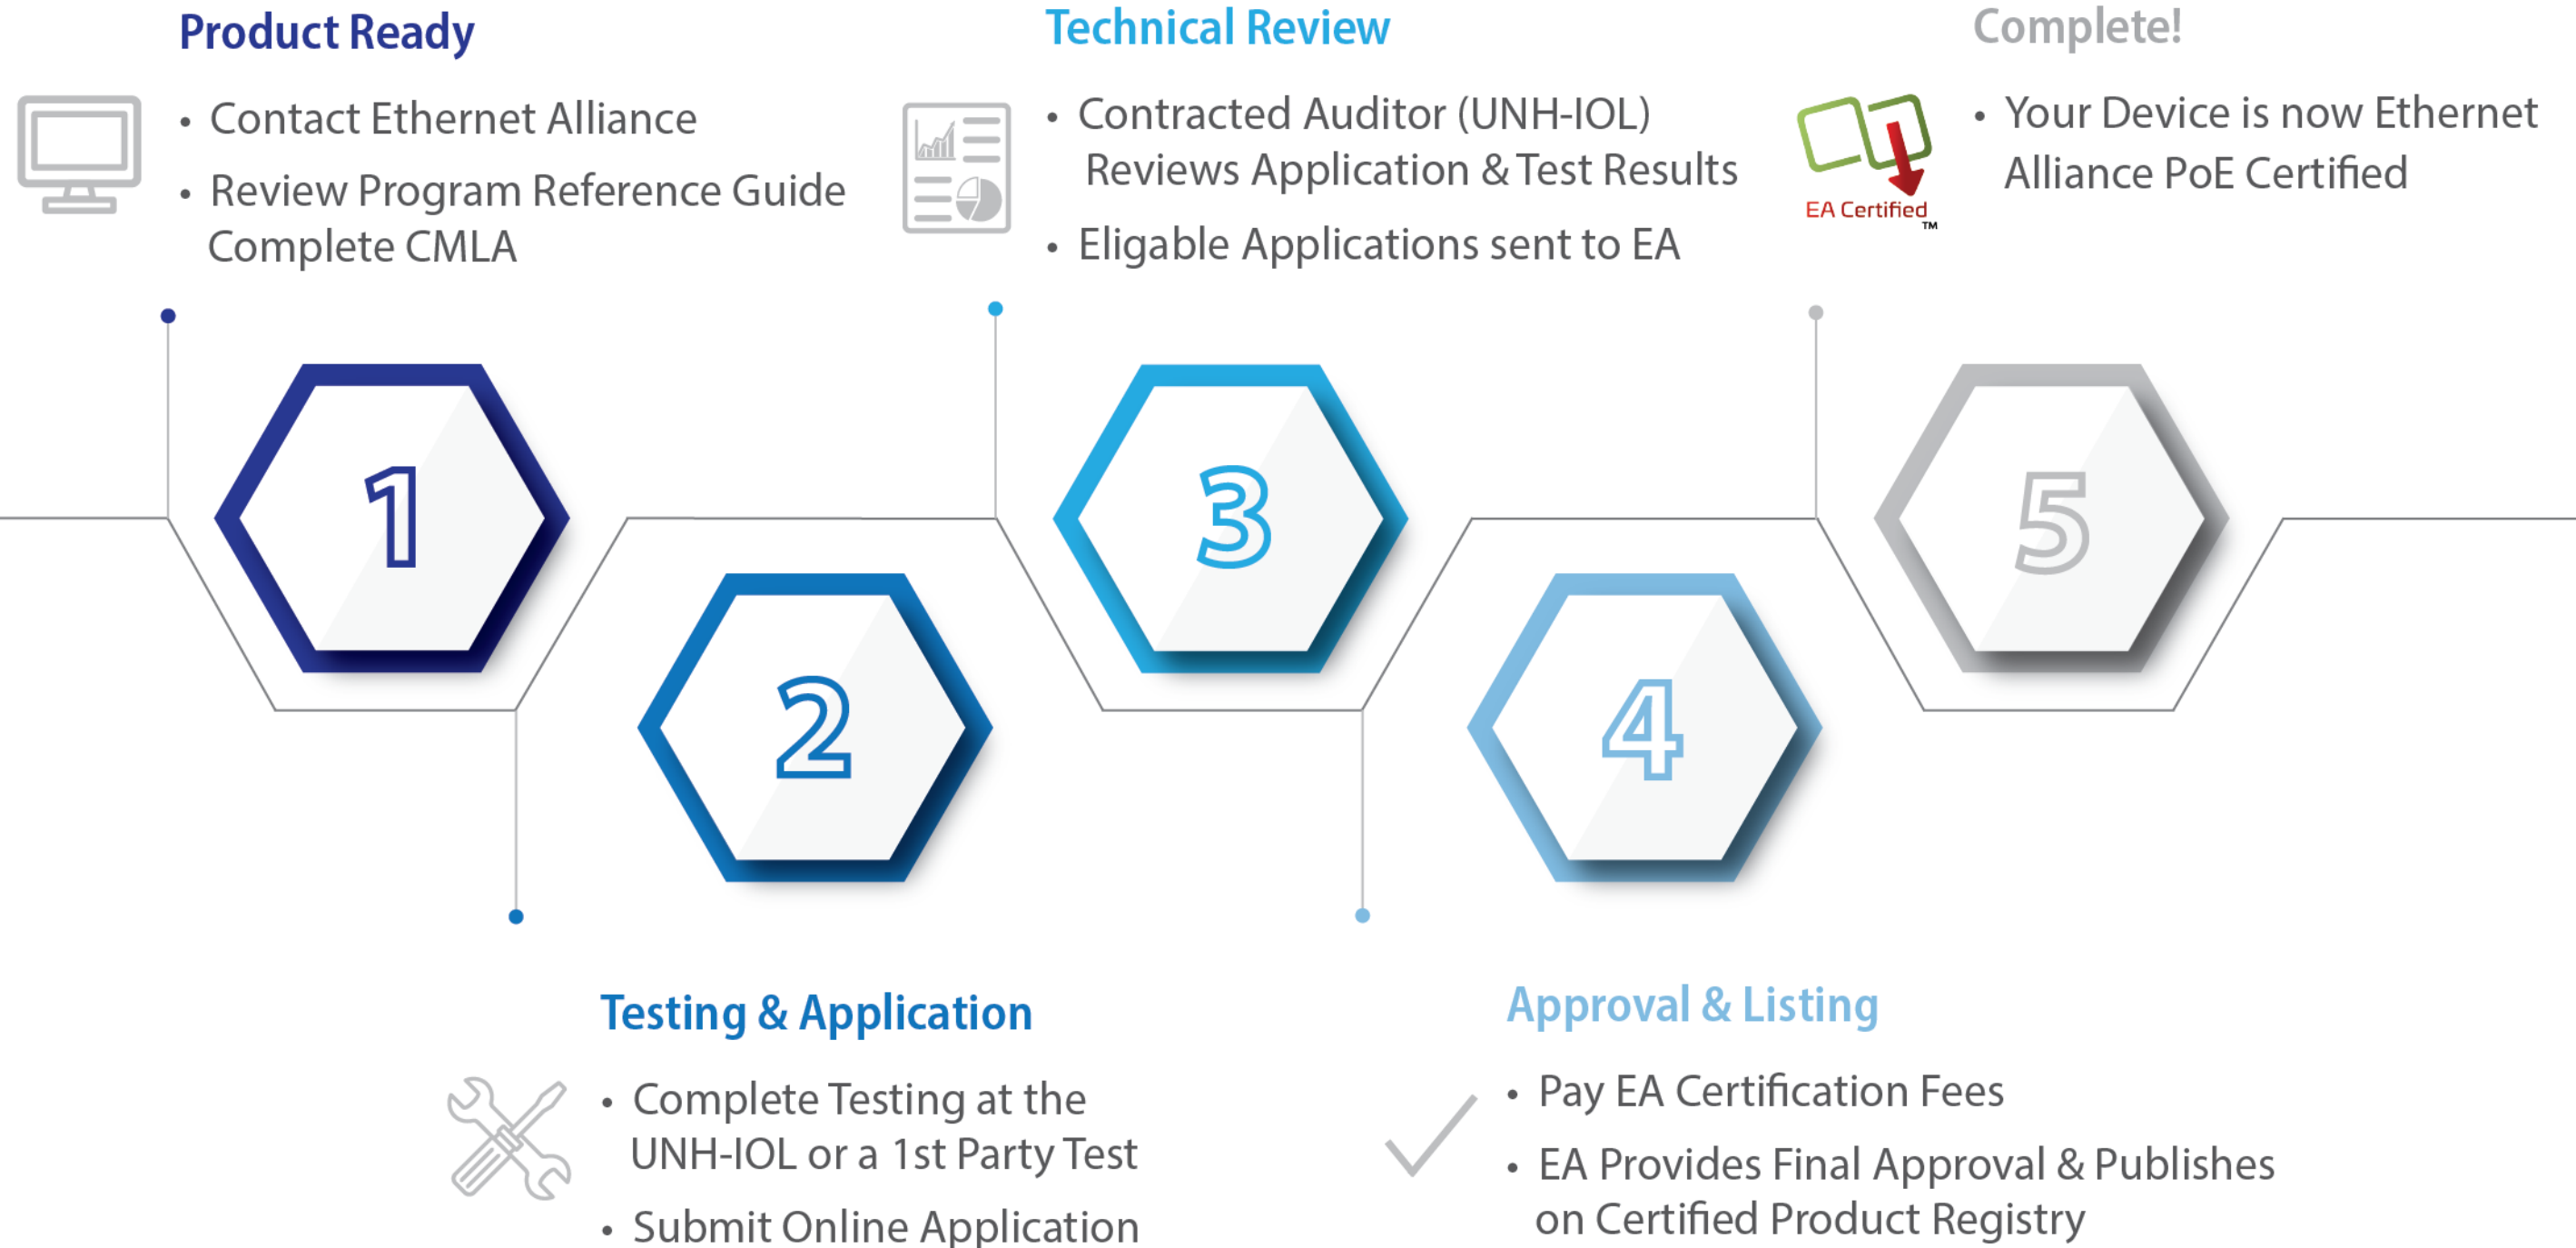 Product Ready
• Contact Ethernet Alliance
• Review Program Reference Guide
Complete CMLA
1
Testing & Application
• Complete Testing at the
UNH-IOL or a 1st Party Test
• Submit Online Application
2
Technical Review
• Contracted Auditor (UNH-IOL)
Reviews Application & Test Results
• Eligable Applications sent to EA
3
Approval & Listing
• Pay EA Certification Fees
• EA Provides Final Approval & Publishes
on Certified Product Registry
4
Complete!
EA Certified
TM
• Your Device is now Ethernet
Alliance PoE Certified
5